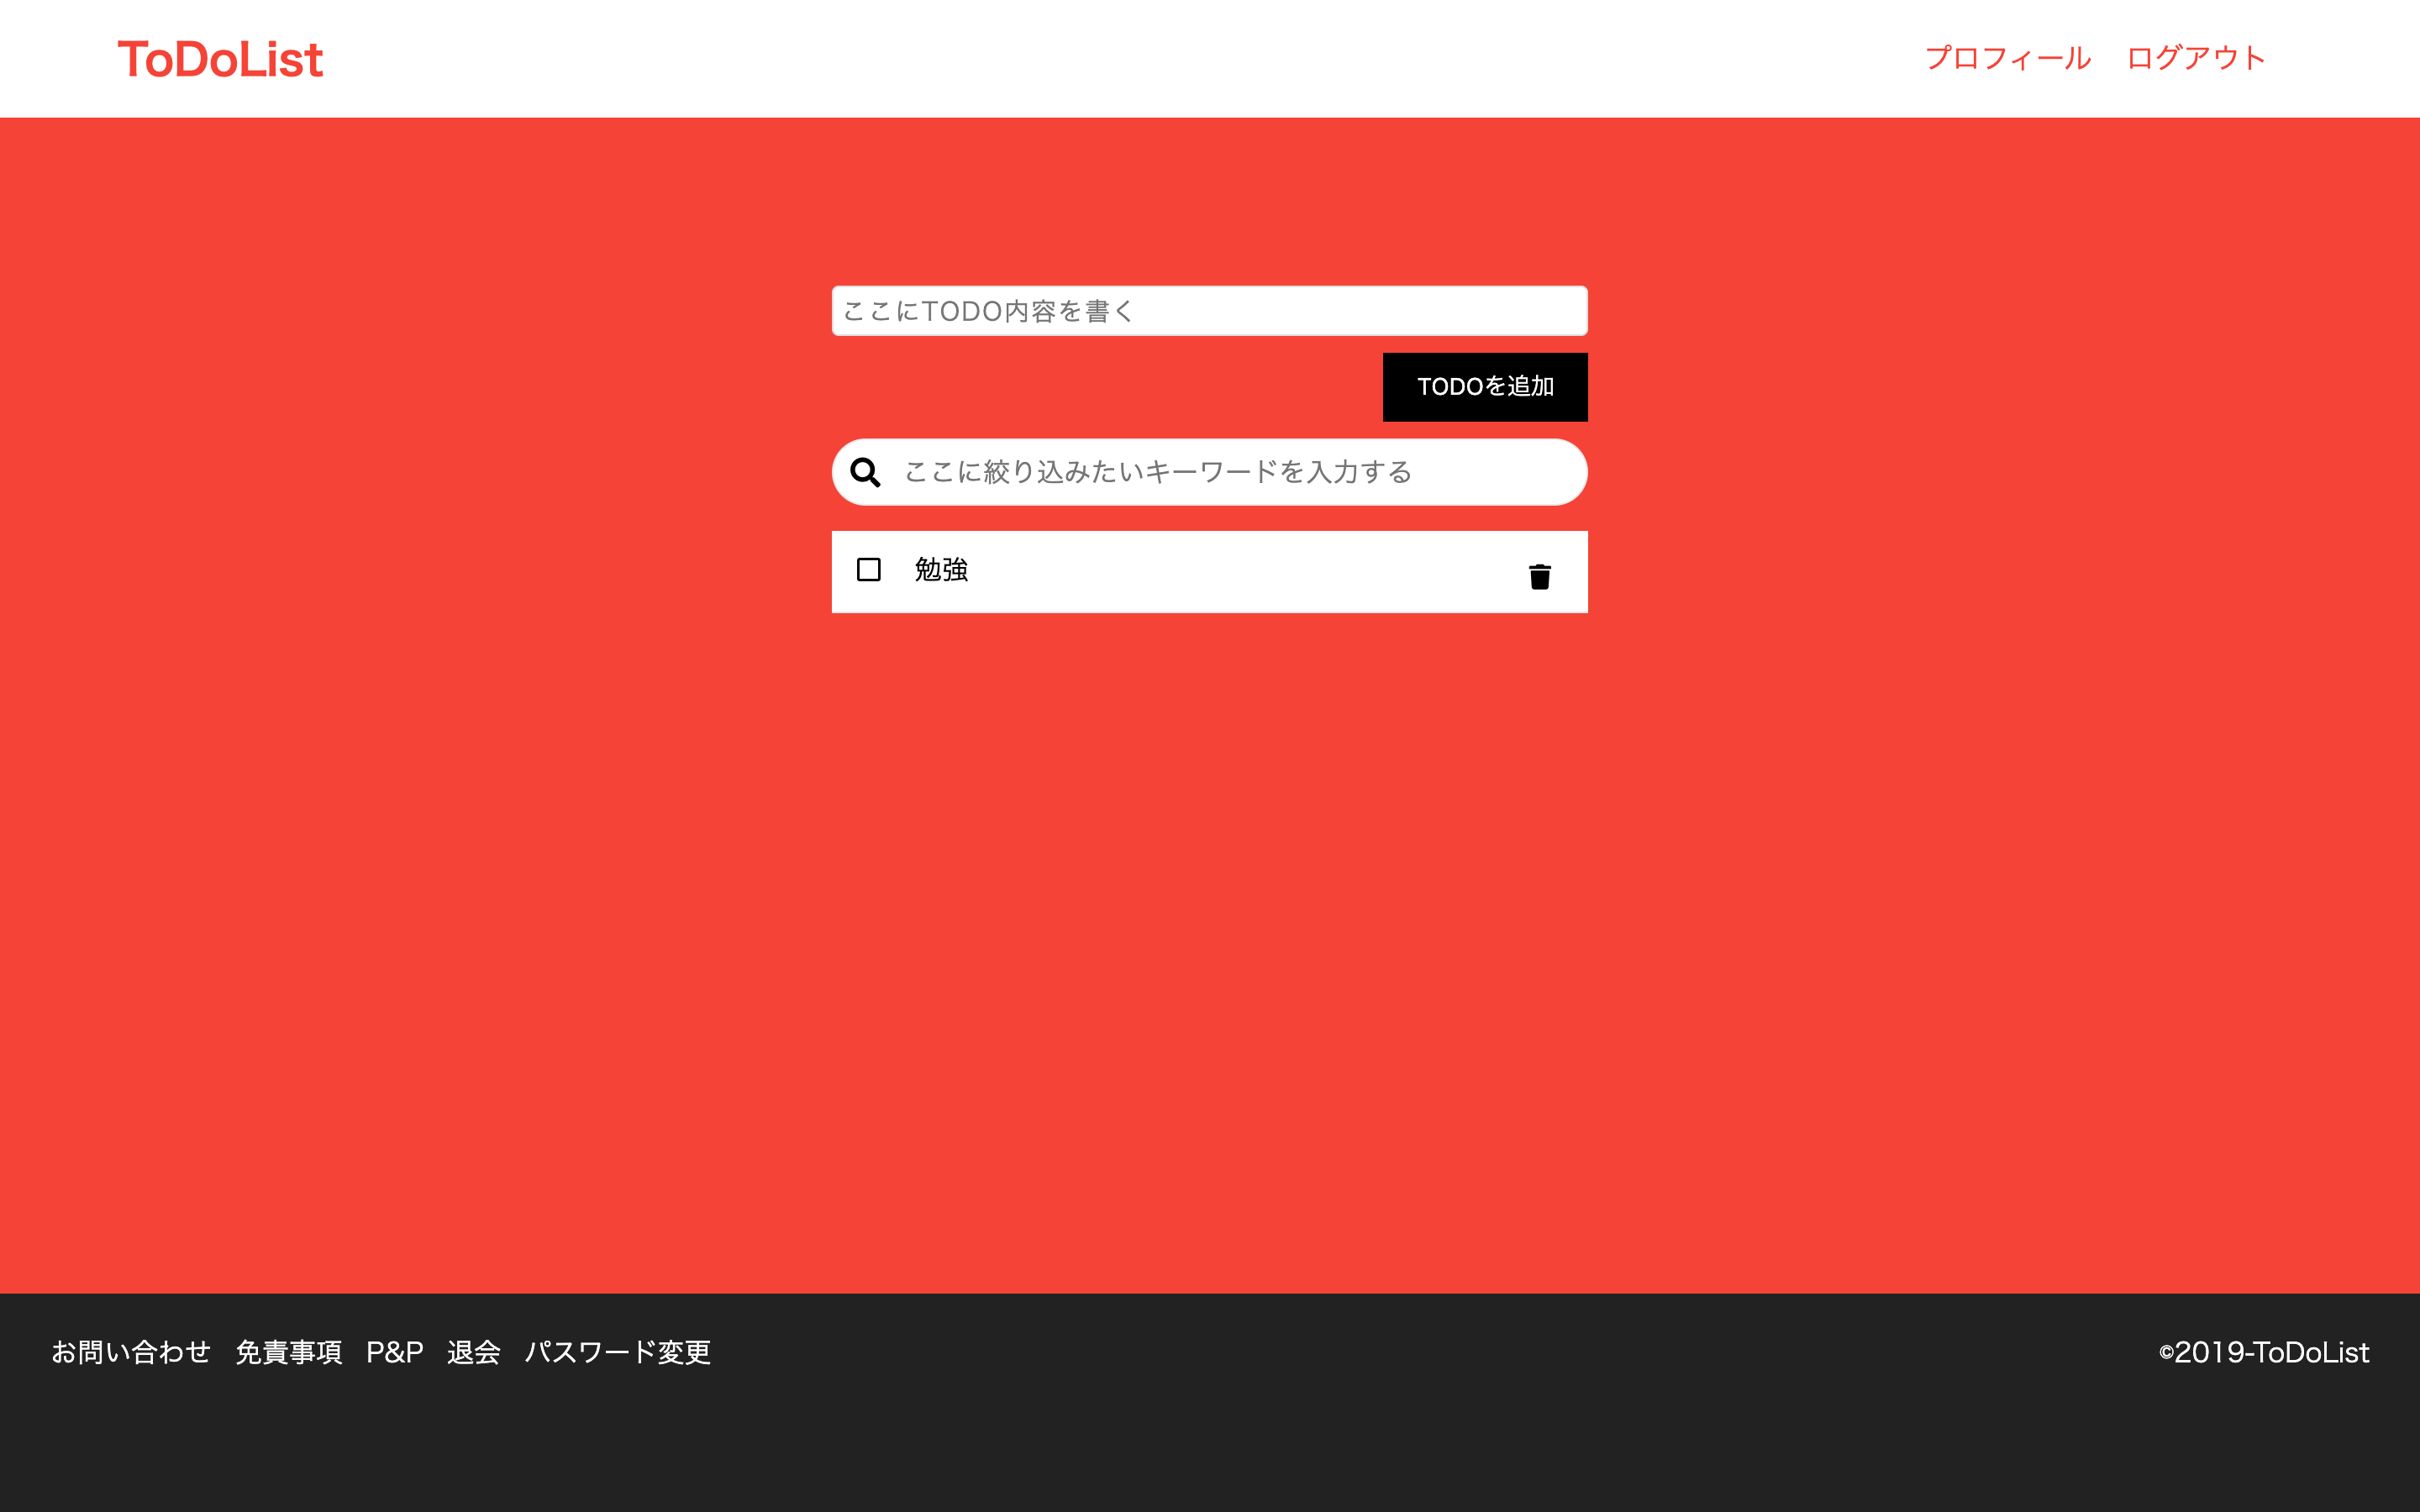 ToDoList
プロフィール ログアウト
ここにTODO内容を書く
TODOを追加
ここに絞り込みたいキーワードを入力する
勉強
お問い合わせ 免責事項 P&P 退会 パスワード変更
©2019-ToDoList